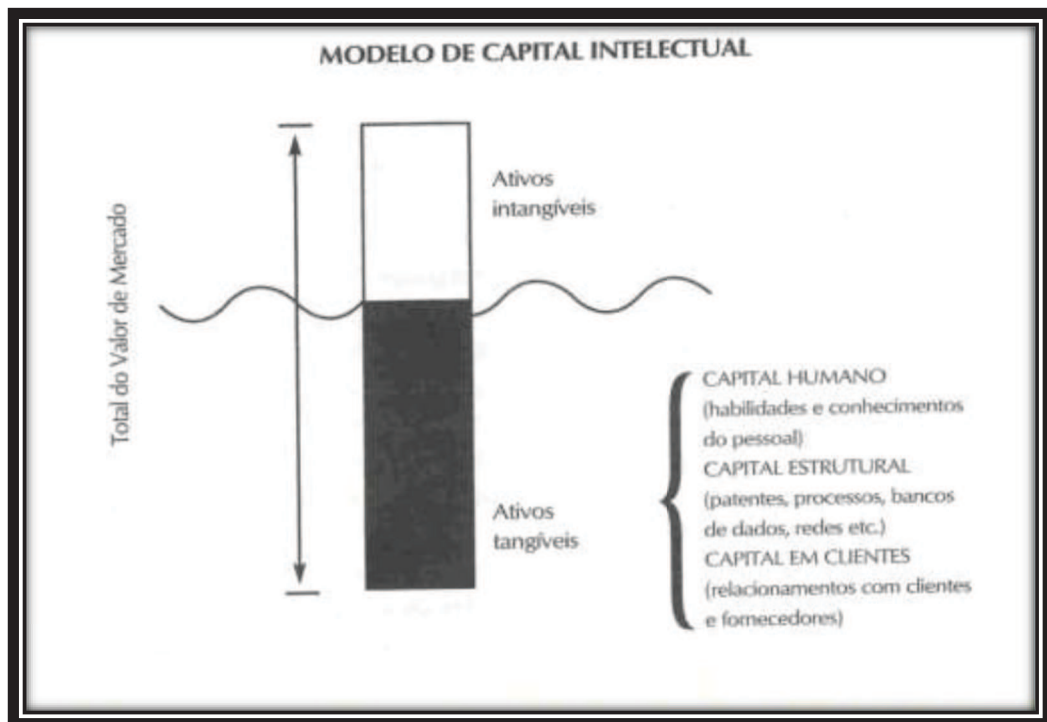 MODELO DE CAPITAL INTELECTUAL
Total do Valor de Mercado
Ativos
intangíveis
Ativos
tangíveis
CAPITAL HUMANO
(habilidades e conhecimentos
do pessoal)
CAPITAL ESTRUTURAL
(patentes, processos, bancos
de dados, redes etc.)
CAPITAL EM CLIENTES
(relacionamentos com clientes
e fornecedores)